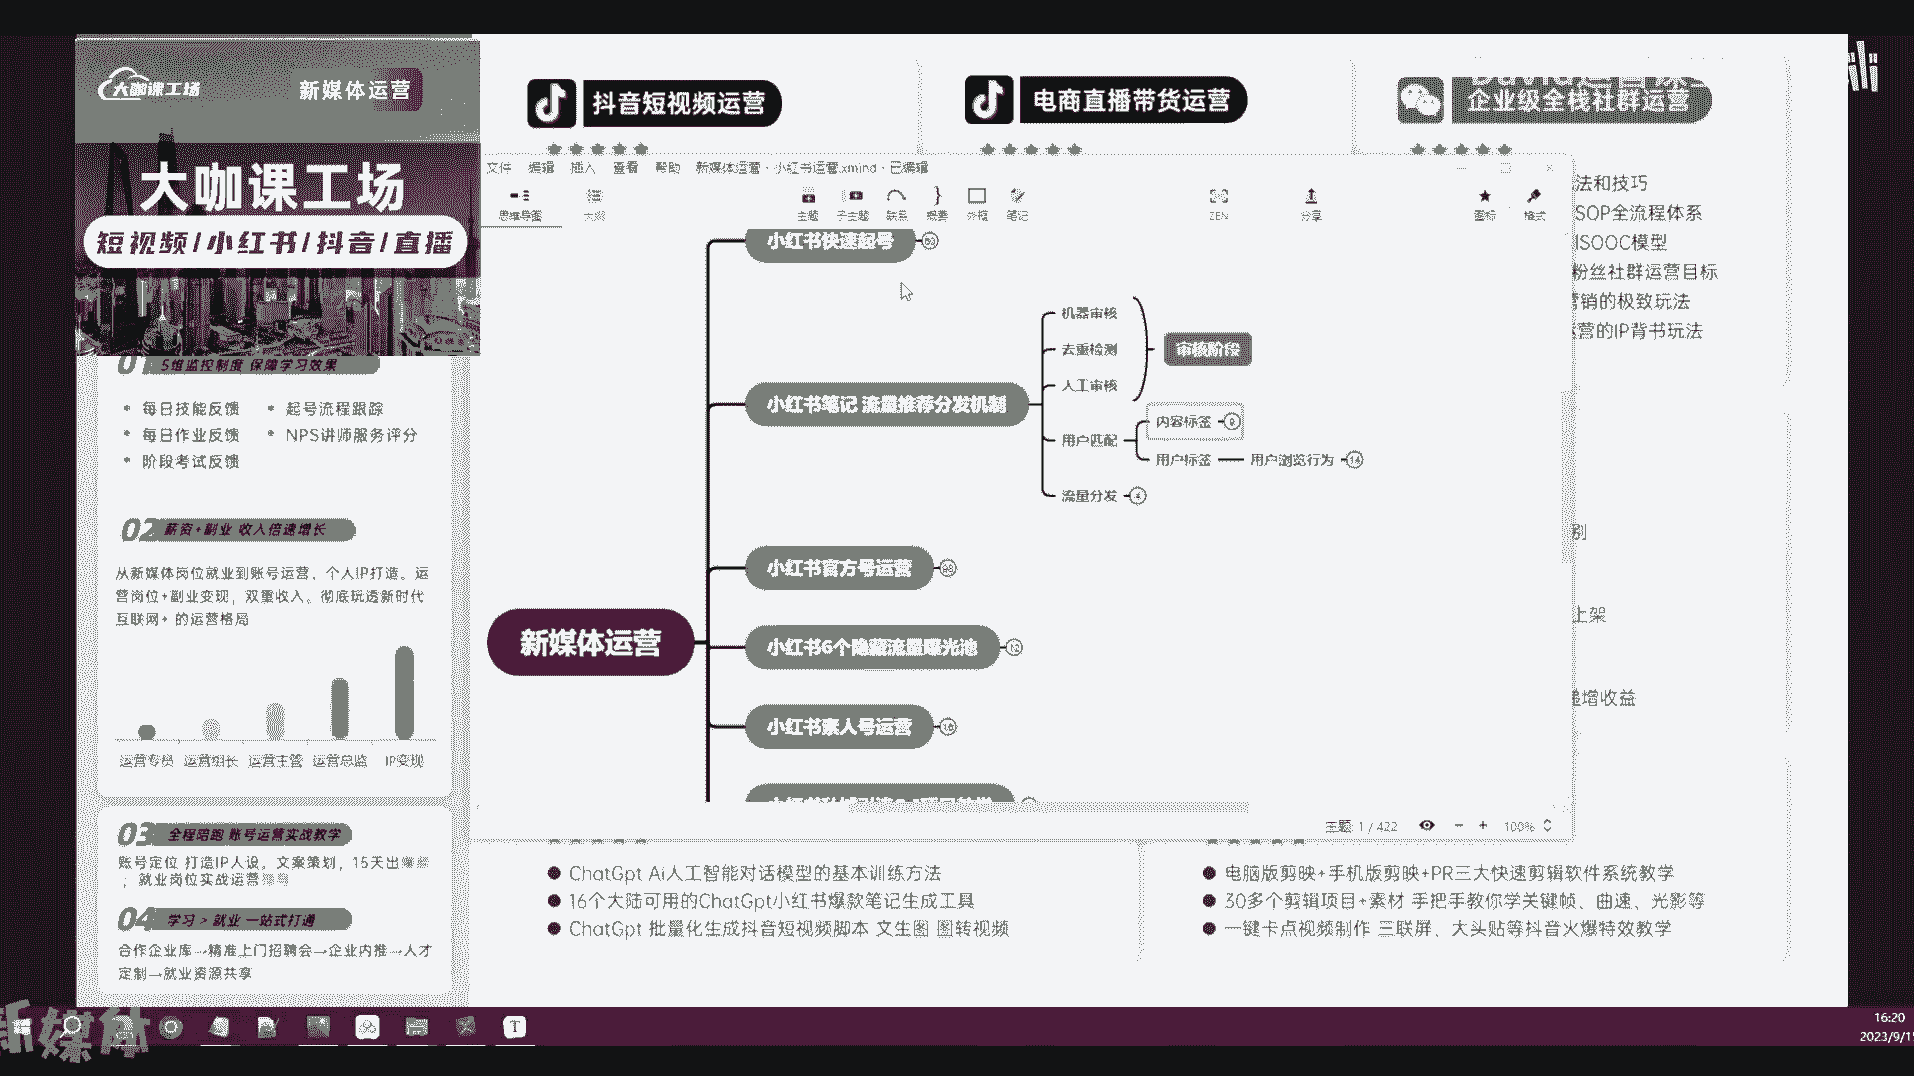 大咖课工场
新媒体运营
大咖课工场
短视频/小红书/抖音/直播
01 5维监控制度 保障学习效果
每日技能反馈
起号流程跟踪
每日作业反馈
NPS讲师服务评分
阶段考试反馈
02 薪资+副业 收入倍速增长
从新媒体岗位就业到账号运营、个人IP打造。运
营岗位+副业变现，双重收入。彻底玩透新时代
互联网+ 的运营格局
运营专员 运营组长 运营主管 运营总监 IP变现
03 全程陪跑 账号运营实战教学
账号定位 打造IP人设。文案策划，15天出
，就业岗位实战运营
04 学习 > 就业 一站式打通
合作企业库→精准上门招聘会→企业内推→人才
定制→就业资源共享
抖音短视频运营
电商直播带货运营
企业级全栈社群运营
文件 编辑 插入 查看 帮助 新媒体运营·小红书运营.xmind - 已编辑
思维导图 大纲 主题 子主题 联系 概要 外框 笔记 ZEN 分享 图标 格式
小红书快速起号
小红书笔记 流量推荐分发机制
机器审核
去重检测
人工审核
审核阶段
用户匹配
内容标签 9
用户标签 用户浏览行为 14
流量分发 4
小红书官方号运营
新媒体运营
小红书6个隐藏流量曝光池 12
小红书素人号运营 16
主题: 1 / 422
100%
法和技巧
SOP全流程体系
ISOOC模型
粉丝社群运营目标
营销的极致玩法
运营的IP背书玩法
别
上架
递增收益
ChatGpt Ai人工智能对话模型的基本训练方法
16个大陆可用的ChatGpt小红书爆款笔记生成工具
ChatGpt 批量化生成抖音短视频脚本 文生图 图转视频
电脑版剪映+手机版剪映+PR三大快速剪辑软件系统教学
30多个剪辑项目+素材 手把手教你学关键帧、曲速、光影等
一键卡点视频制作 三联屏、大头贴等抖音火爆特效教学
新媒体
16:20
2023/9/1